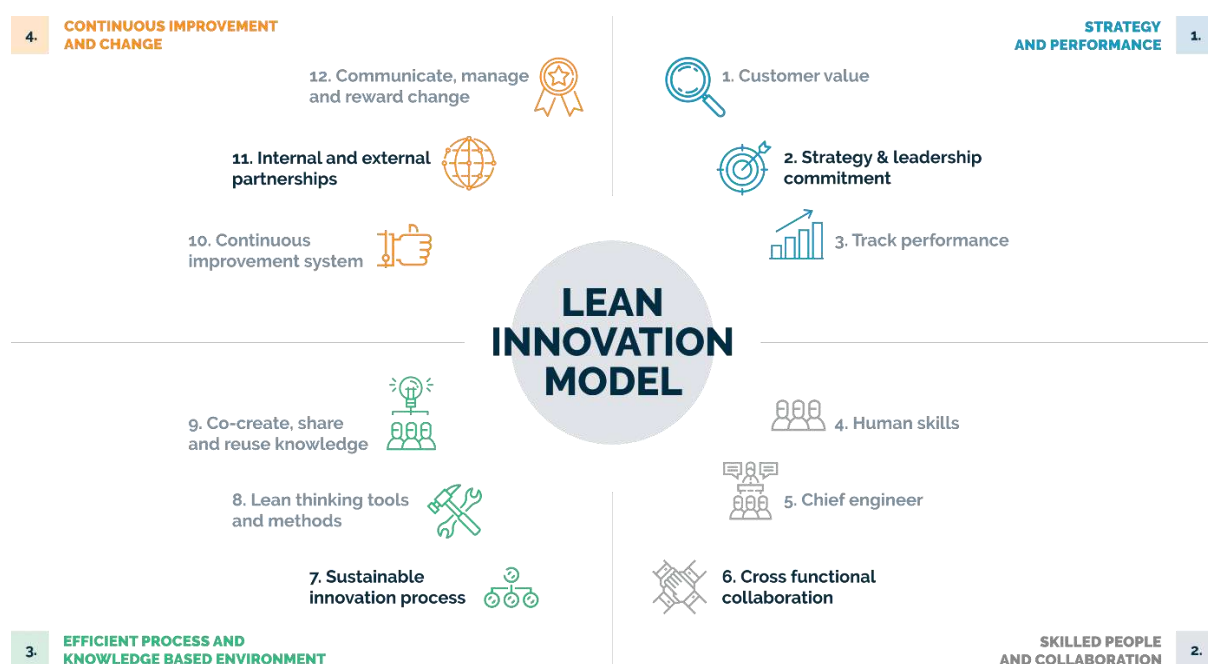 4.
CONTINUOUS IMPROVEMENT
AND CHANGE
STRATEGY
AND PERFORMANCE
1.
12. Communicate, manage
and reward change
1. Customer value
11. Internal and external
partnerships
2. Strategy & leadership
commitment
10. Continuous
improvement system
3. Track performance
LEAN
INNOVATION
MODEL
9. Co-create, share
and reuse knowledge
4. Human skills
8. Lean thinking tools
and methods
5. Chief engineer
7. Sustainable
innovation process
6. Cross functional
collaboration
3.
EFFICIENT PROCESS AND
KNOWLEDGE BASED ENVIRONMENT
SKILLED PEOPLE
AND COLLABORATION
2.